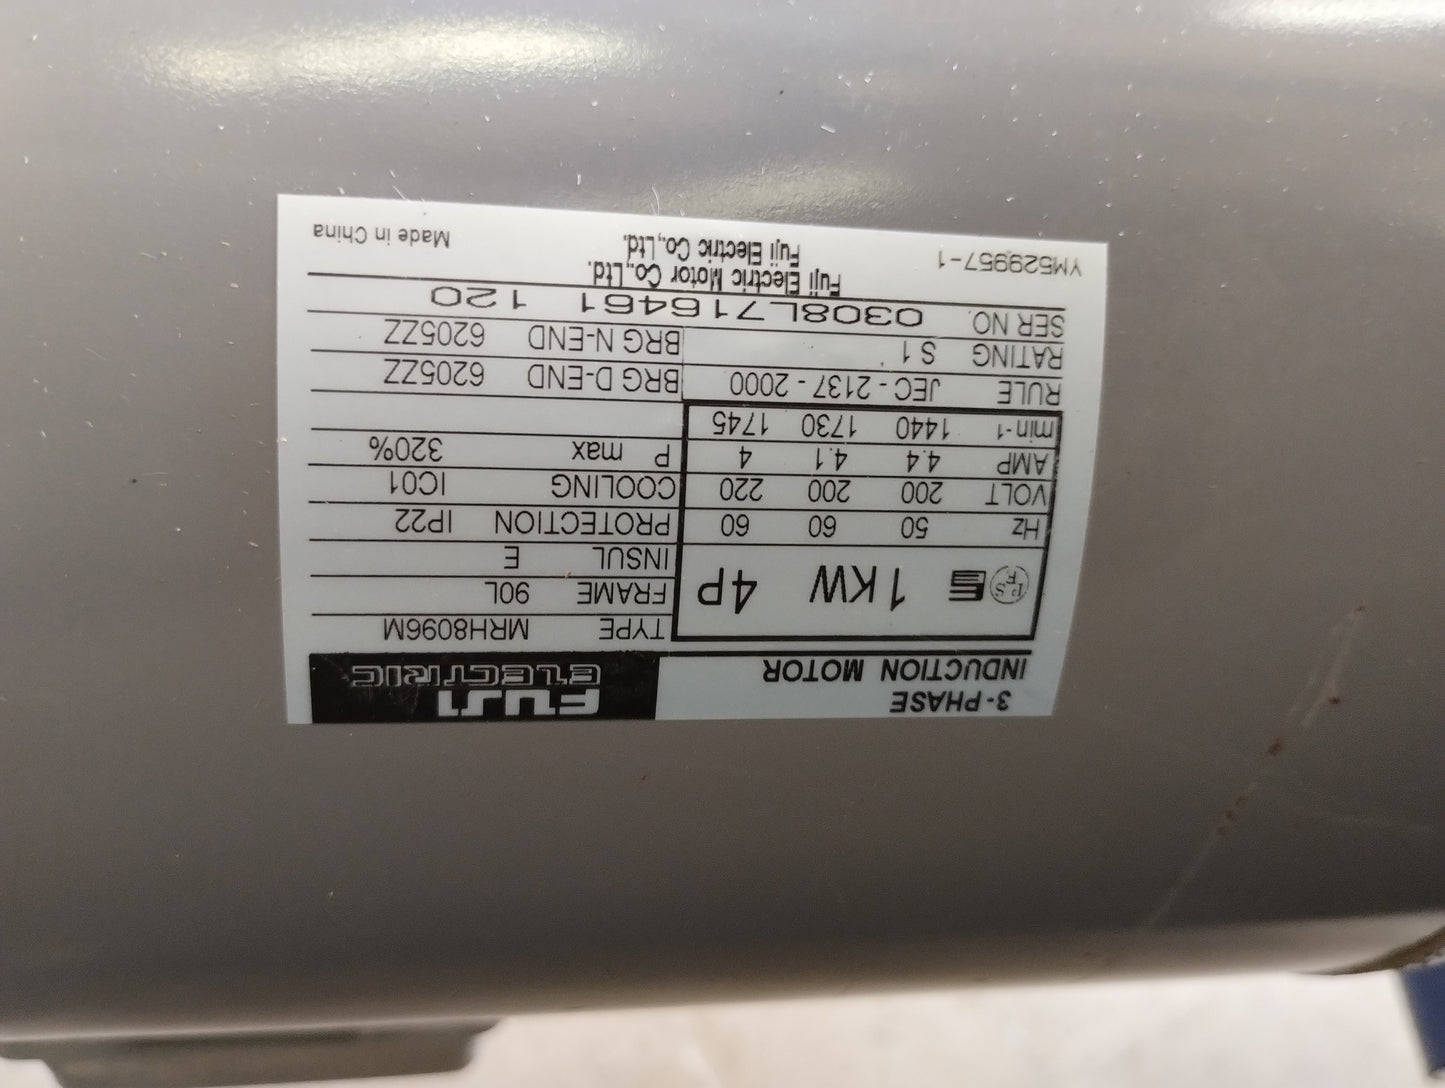 3-PHASE
INDUCTION MOTOR
FUJI
ELECTRIC
PS
F
1KW 4P
Hz 50 60 60
VOLT 200 200 220
AMP 4.4 4.1 4
min-1 1440 1730 1745
TYPE MRH8096M
FRAME 90L
INSUL E
PROTECTION IP22
COOLING IC01
P max 320%
RULE JEC - 2137 - 2000
BRG D-END 6205ZZ
RATING S1
BRG N-END 6205ZZ
SER NO. 0308L716461 120
Fuji Electric Motor Co.,Ltd.
Fuji Electric Co.,Ltd.
YM529957-1
Made in China